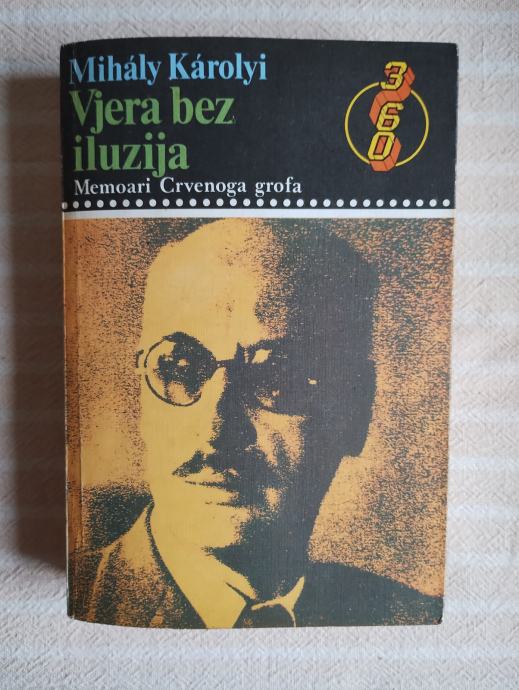 Mihály Károlyi
Vjera bez
iluzija
Memoari Crvenoga grofa
360